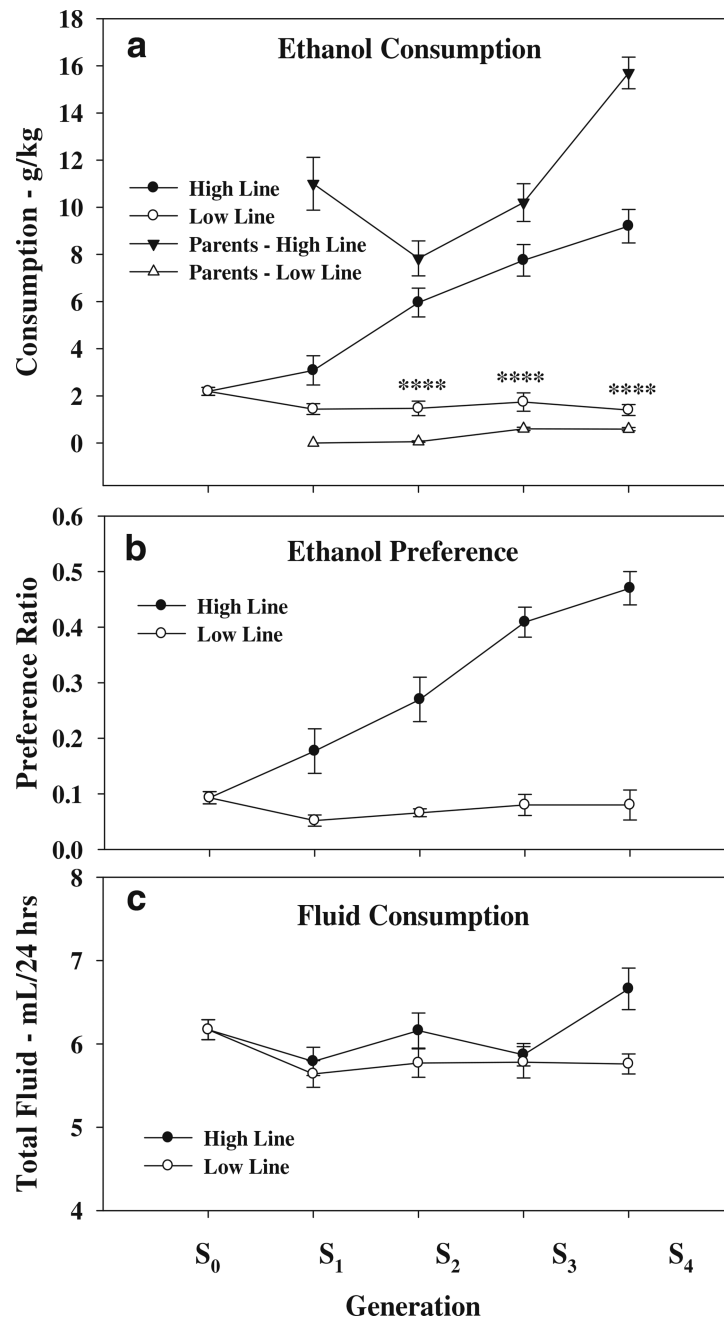 a
Ethanol Consumption
18
16
14
12
10
8
6
4
2
0
Consumption - g/kg
High Line
Low Line
Parents - High Line
Parents - Low Line
**** **** ****
b
Ethanol Preference
0.6
0.5
0.4
0.3
0.2
0.1
0.0
Preference Ratio
High Line
Low Line
c
Fluid Consumption
8
7
6
5
4
Total Fluid - mL/24 hrs
High Line
Low Line
S0 S1 S2 S3 S4
Generation